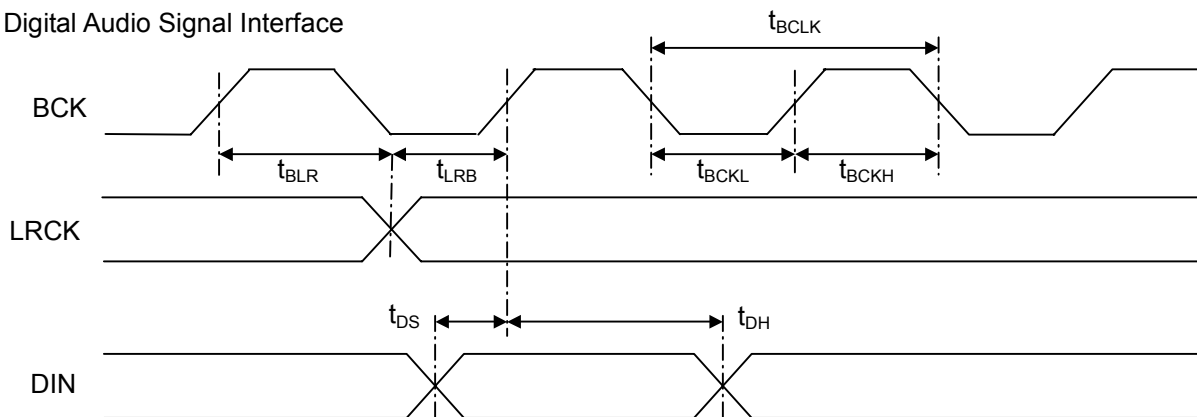 Digital Audio Signal Interface
tBCLK
BCK
tBLR tLRB tBCKL tBCKH
LRCK
tDS tDH
DIN